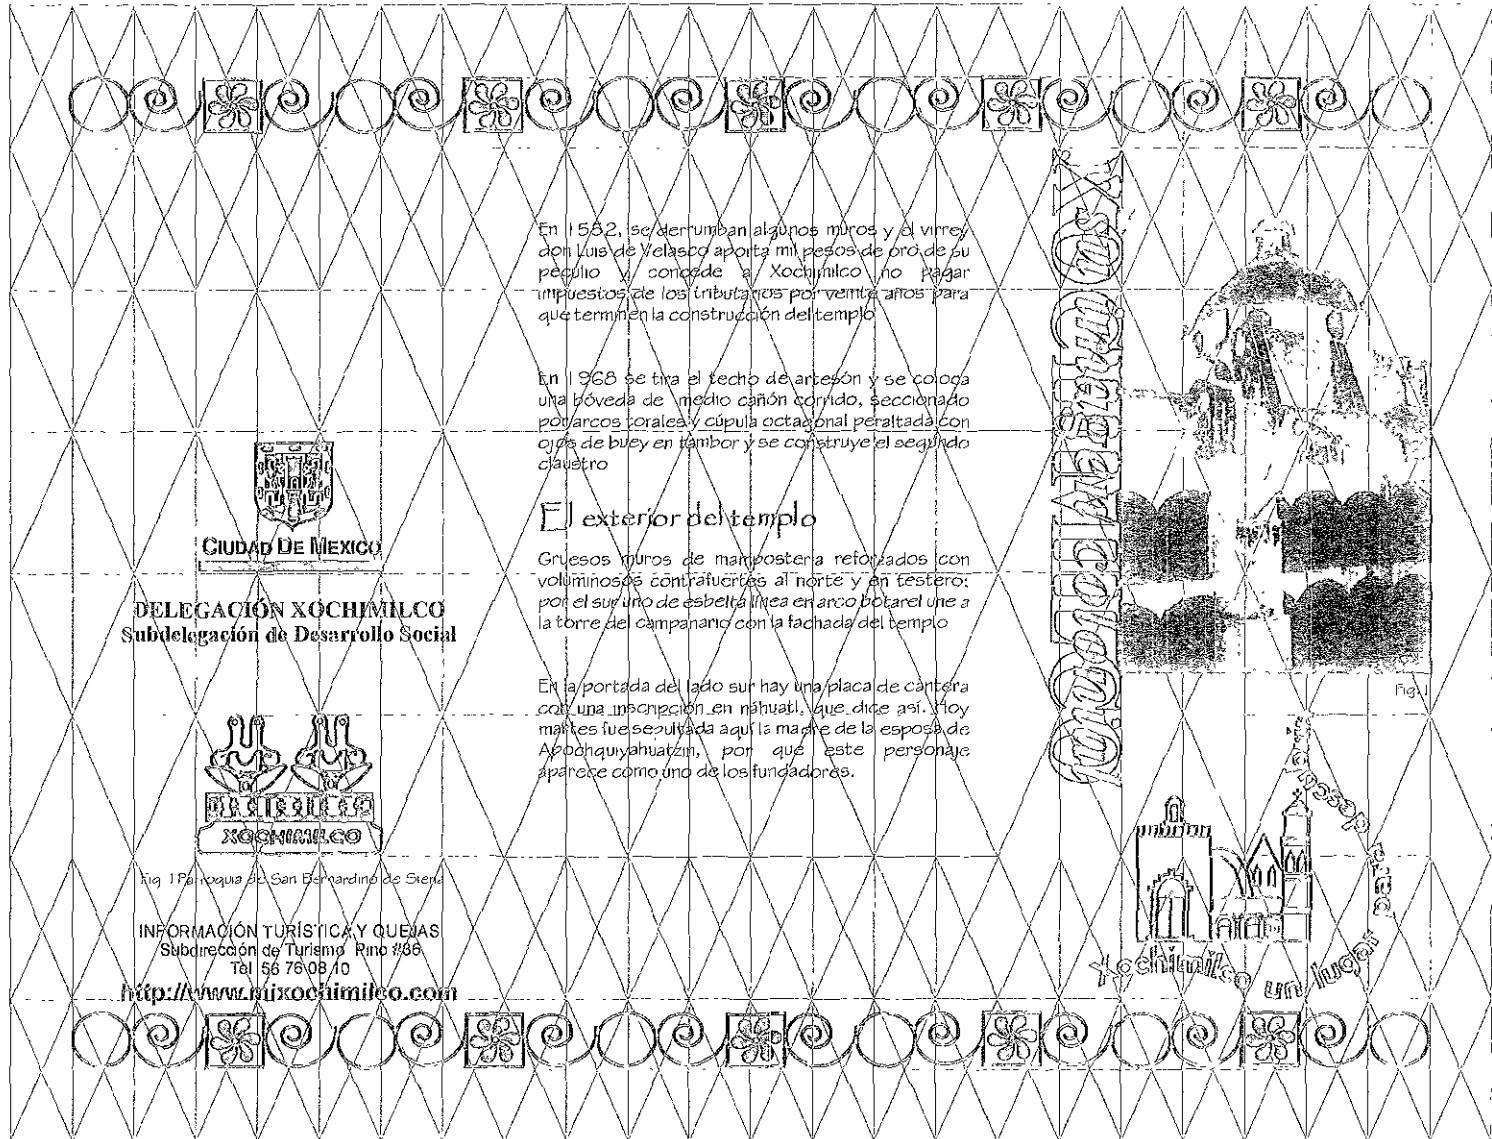 CIUDAD DE MEXICO
DELEGACIÓN XOCHIMILCO
Subdelegación de Desarrollo Social
XOCHIMILCO
Fig. 1 Parroquia de San Bernardino de Siena
INFORMACIÓN TURÍSTICA Y QUEJAS
Subdirección de Turismo Pino #36
Tel 56 76 08 10
http://www.mixochimilco.com
En 1552, se derrumban algunos muros y el virrey
don Luis de Velasco aporta mil pesos de oro de su
peculio y concede a Xochimilco no pagar
impuestos de los tributarios por veinte años para
que terminen la construcción del templo
En 1968 se tira el techo de artesón y se coloca
una bóveda de medio cañón corrido, seccionado
por arcos torales y cúpula octagonal peraltada con
ojos de buey en tambor y se construye el segundo
claustro
El exterior del templo
Gruesos muros de mampostería reforzados con
voluminosos contrafuertes al norte y en testero;
por el sur uno de esbelta línea en arco botarel une a
la torre del campanario con la fachada del templo
En la portada del lado sur hay una placa de cantera
con una inscripción en náhuatl, que dice así. Hoy
martes fue sepultada aquí la madre de la esposa de
Apochquiyahuatzin, por que este personaje
aparece como uno de los fundadores.
X su imagen colonial
Fig. 1
Xochimilco un lugar para